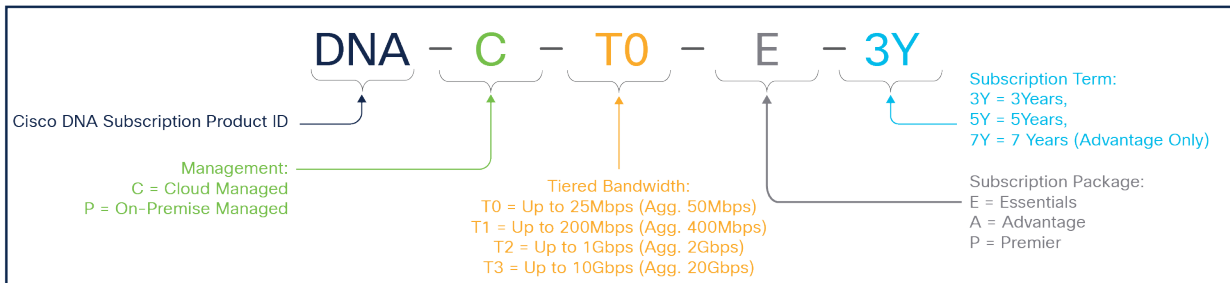 DNA - C - T0 - E - 3Y
Cisco DNA Subscription Product ID
Management:
C = Cloud Managed
P = On-Premise Managed
Tiered Bandwidth:
T0 = Up to 25Mbps (Agg. 50Mbps)
T1 = Up to 200Mbps (Agg. 400Mbps)
T2 = Up to 1Gbps (Agg. 2Gbps)
T3 = Up to 10Gbps (Agg. 20Gbps)
Subscription Term:
3Y = 3Years,
5Y = 5Years,
7Y = 7 Years (Advantage Only)
Subscription Package:
E = Essentials
A = Advantage
P = Premier